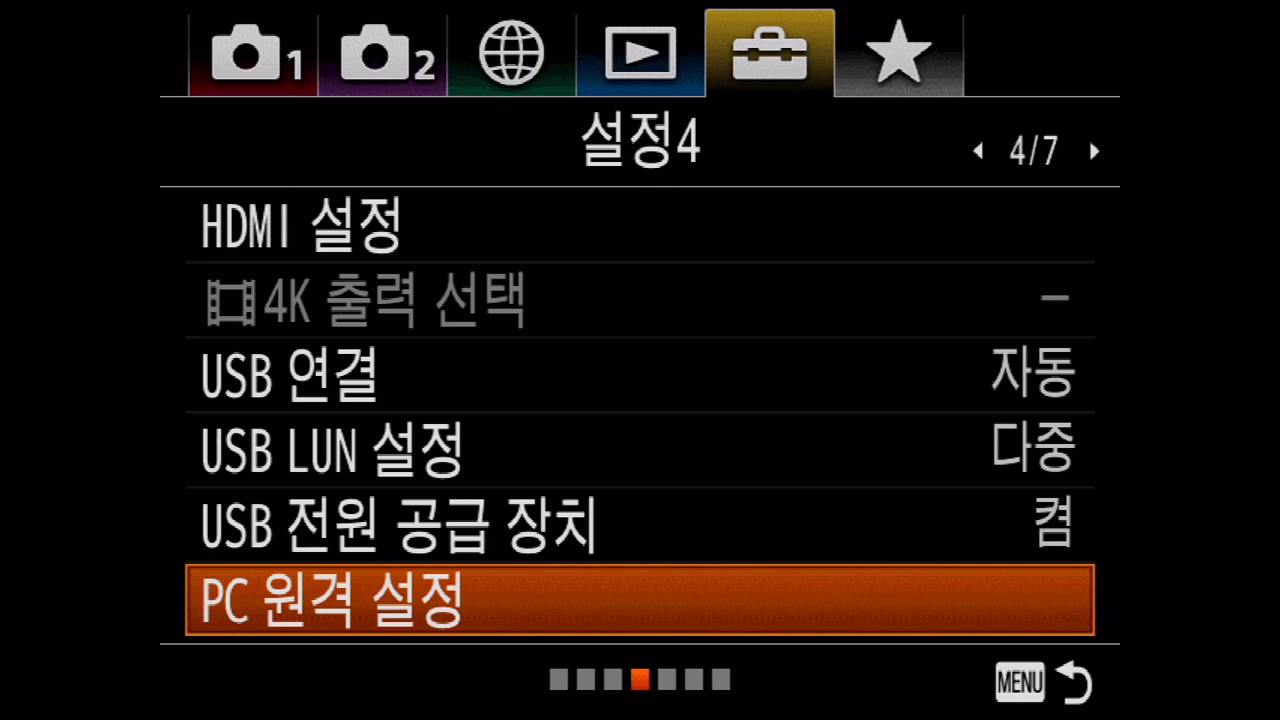 1 2
설정4
4/7
HDMI 설정
4K 출력 선택 –
USB 연결 자동
USB LUN 설정 다중
USB 전원 공급 장치 켬
PC 원격 설정
MENU